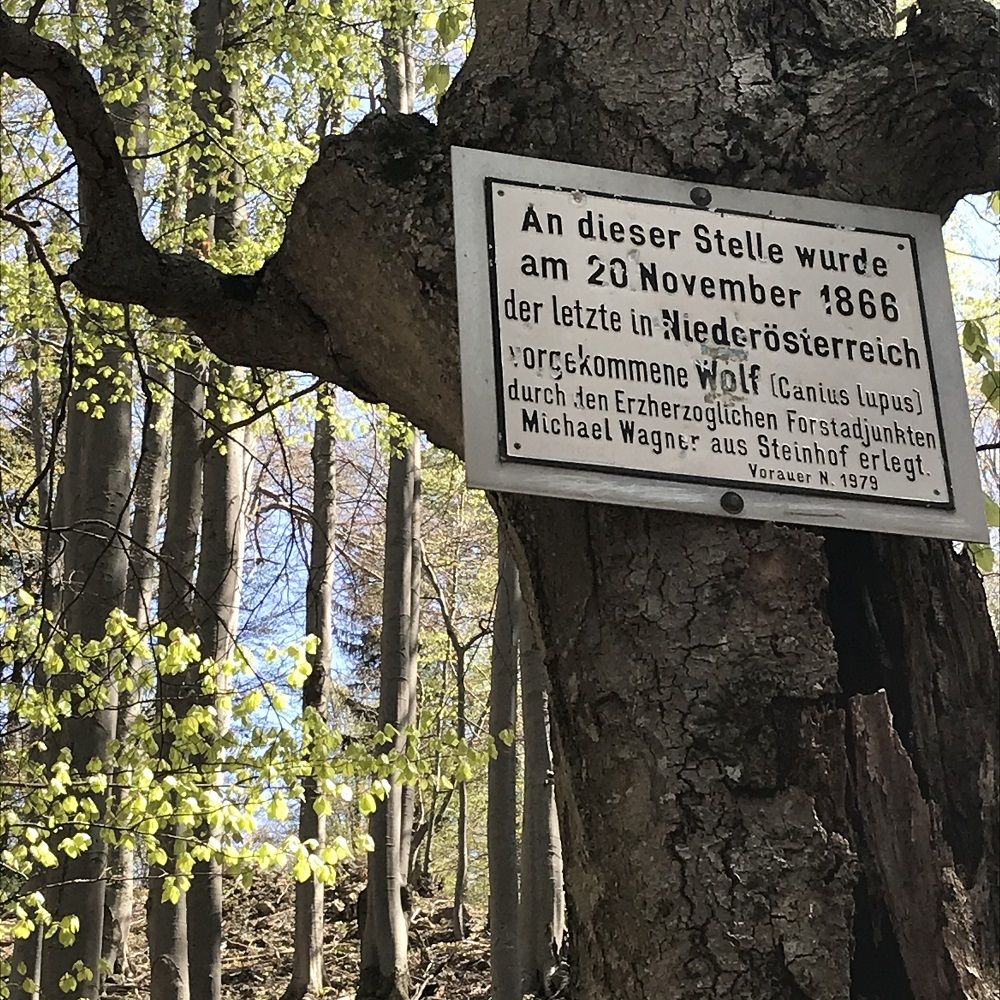 An dieser Stelle wurde
am 20 November 1866
der letzte in Niederösterreich
vorgekommene Wolf (Canius lupus)
durch den Erzherzoglichen Forstadjunkten
Michael Wagner aus Steinhof erlegt.
Vorauer N. 1979